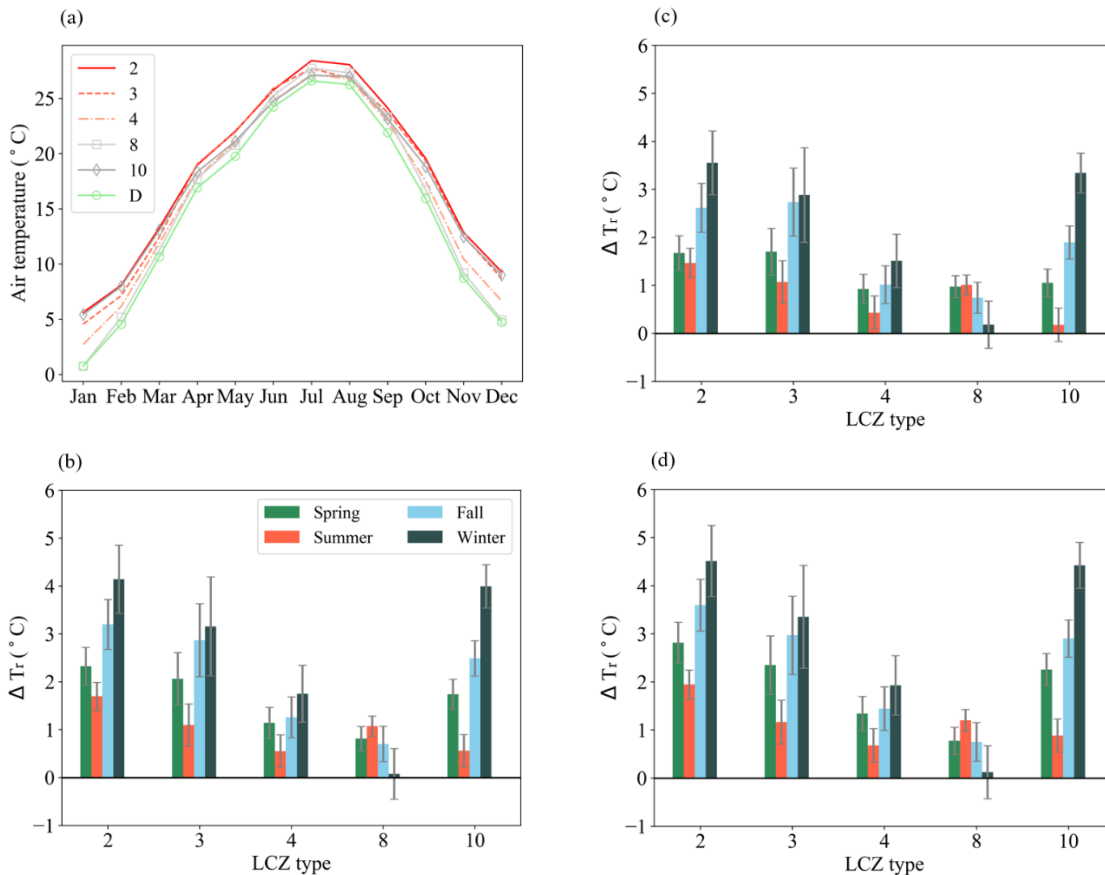 (a)
Air temperature (°C)
25
20
15
10
5
0
2
3
4
8
10
D
Jan Feb Mar Apr May Jun Jul Aug Sep Oct Nov Dec
(c)
Δ Tr (°C)
6
5
4
3
2
1
0
−1
2 3 4 8 10
LCZ type
(b)
Δ Tr (°C)
6
5
4
3
2
1
0
−1
Spring Fall
Summer Winter
2 3 4 8 10
LCZ type
(d)
Δ Tr (°C)
6
5
4
3
2
1
0
−1
2 3 4 8 10
LCZ type